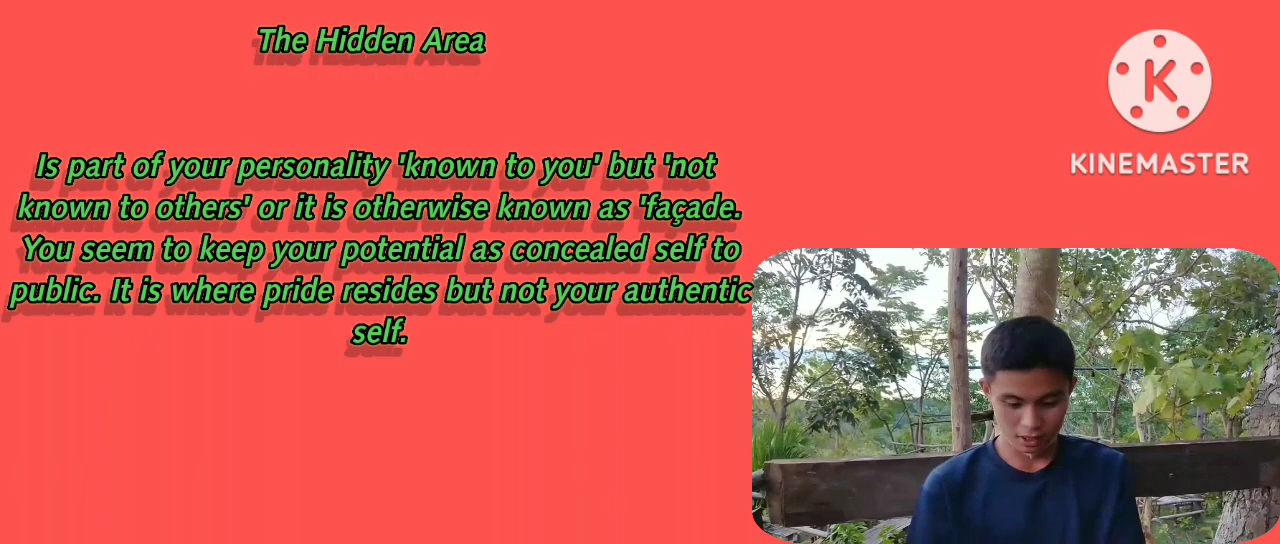 The Hidden Area
K
KINEMASTER
Is part of your personality 'known to you' but 'not
known to others' or it is otherwise known as 'façade.
You seem to keep your potential as concealed self to
public. It is where pride resides but not your authentic
self.